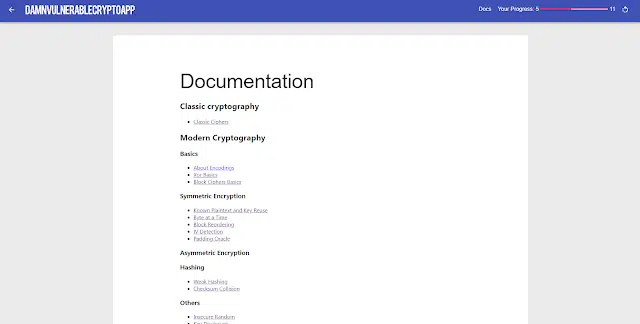 DAMNVULNERABLECRYPTOAPP
Docs Your Progress: 5 11
Documentation
Classic cryptography
Classic Ciphers
Modern Cryptography
Basics
About Encodings
Xor Basics
Block Ciphers Basics
Symmetric Encryption
Known Plaintext and Key Reuse
Byte at a Time
Block Reordering
IV Detection
Padding Oracle
Asymmetric Encryption
Hashing
Weak Hashing
Checksum Collision
Others
Insecure Random